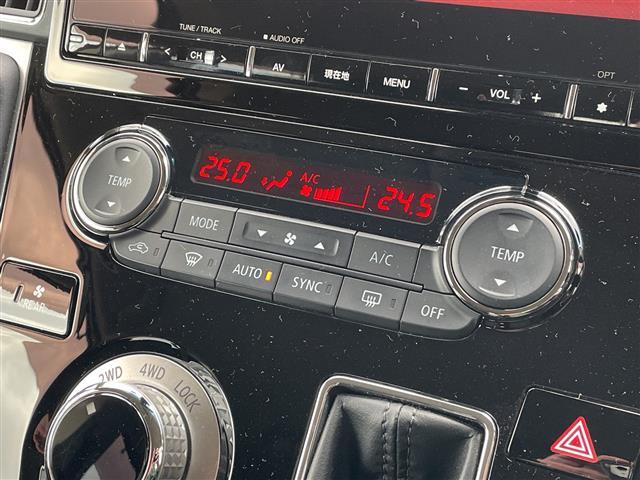 TUNE / TRACK
AUDIO OFF
< CH >
AV
現在地
MENU
- VOL +
OPT
25.0 A/C 24.5
TEMP
MODE
A/C
TEMP
AUTO
SYNC
OFF
REAR
2WD 4WD LOCK